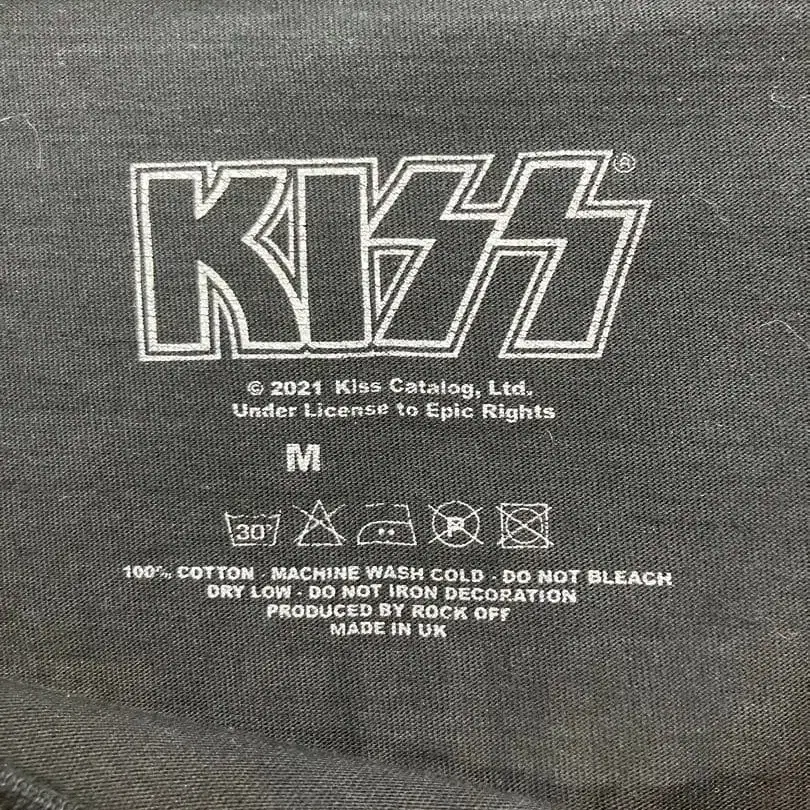 KISS®
© 2021 Kiss Catalog, Ltd.
Under License to Epic Rights
M
30° P
100% COTTON - MACHINE WASH COLD - DO NOT BLEACH
DRY LOW - DO NOT IRON DECORATION
PRODUCED BY ROCK OFF
MADE IN UK